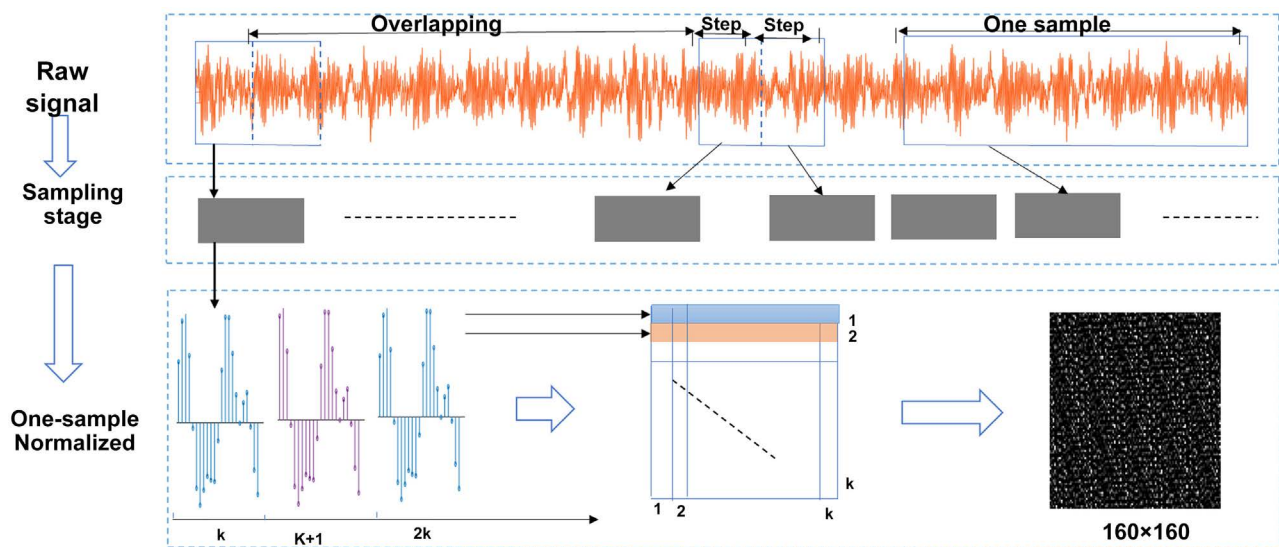 Overlapping
Step
Step
One sample
Raw
signal
Sampling
stage
One-sample
Normalized
1
2
k
1
2
k
k
K+1
2k
160×160